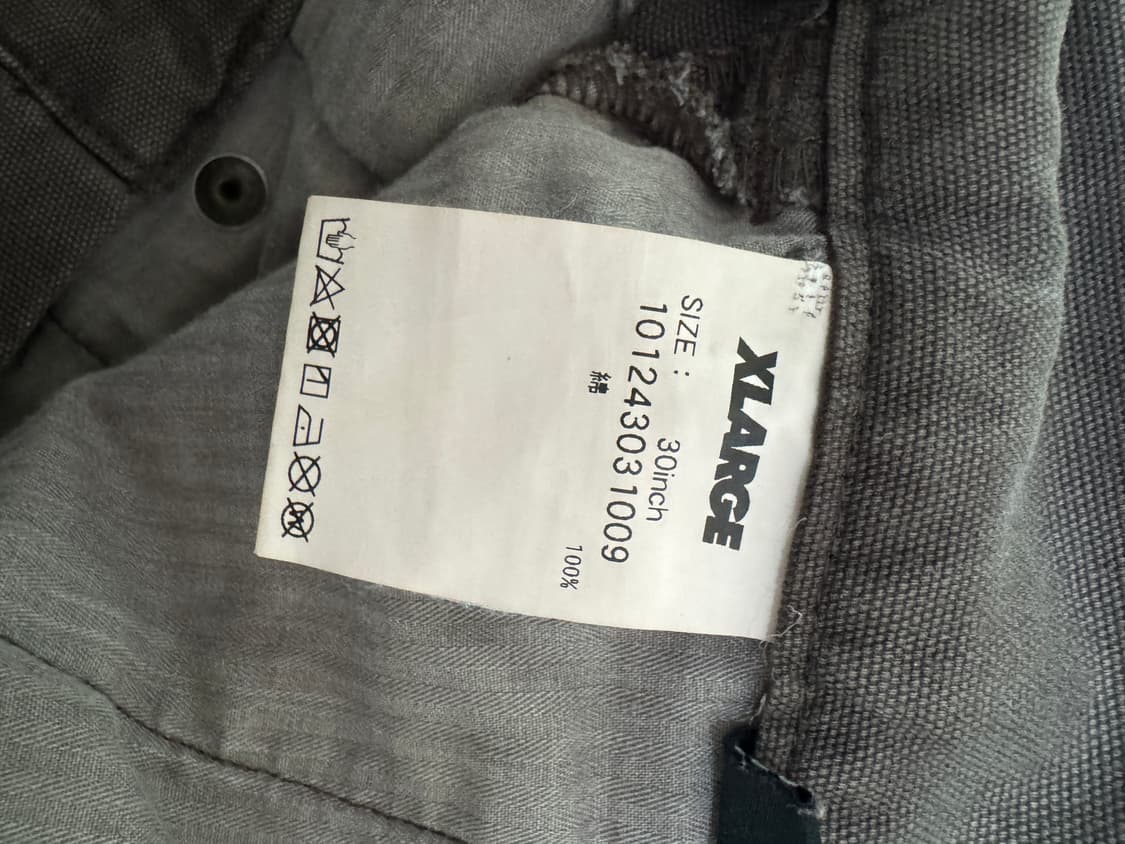 XLARGE
SIZE : 30inch
101243031009
綿 100%